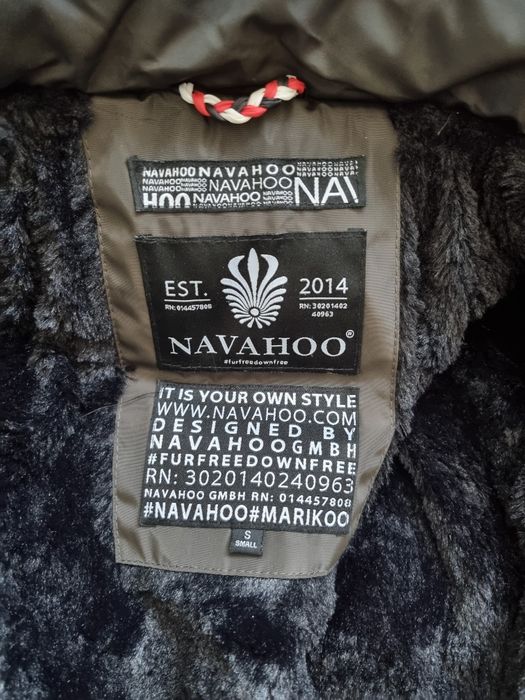 NAVAHOO NAVAHOO
NAVAHOO NAVAHOO NAV
HOO NAVAHOO
EST. 2014
RN: 014457808 RN: 30201402
40963
NAVAHOO®
#furfreedownfree
IT IS YOUR OWN STYLE
WWW.NAVAHOO.COM
DESIGNED BY
NAVAHOOGMBH
#FURFREEDOWNFREE
RN: 3020140240963
NAVAHOO GMBH RN: 014457808
#NAVAHOO#MARIKOO
S
SMALL